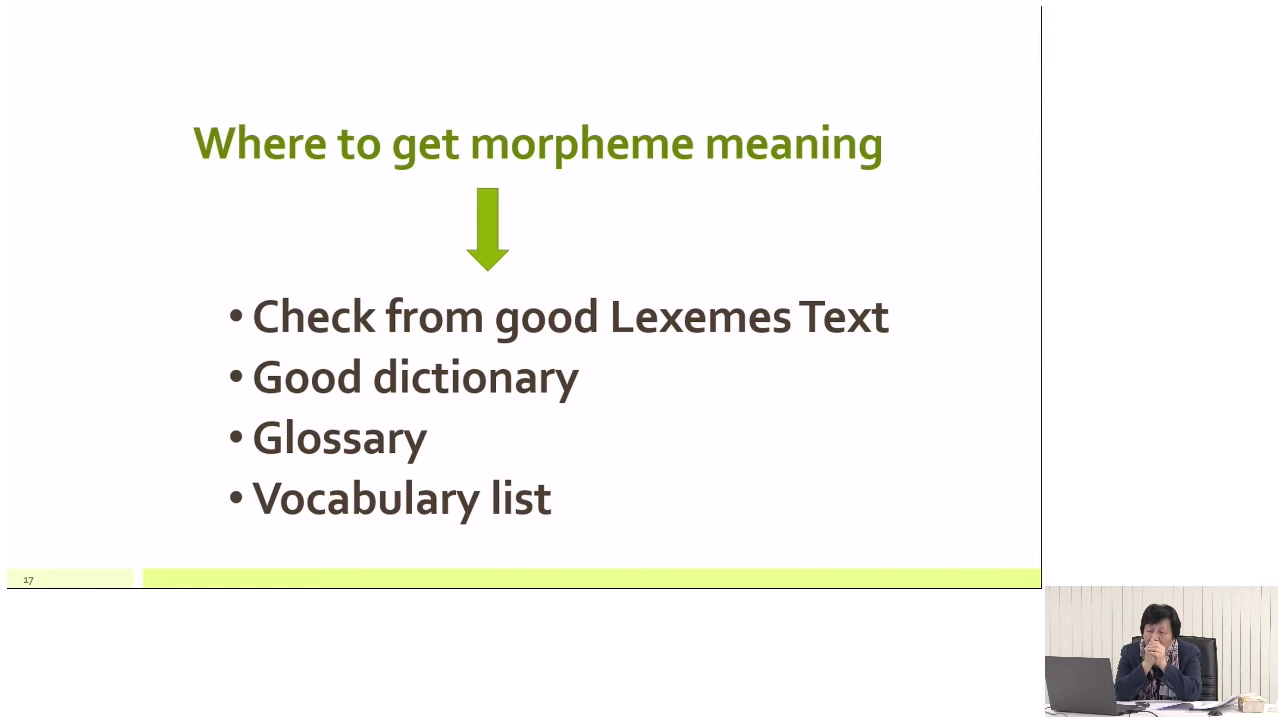 Where to get morpheme meaning
• Check from good Lexemes Text
• Good dictionary
• Glossary
• Vocabulary list
17